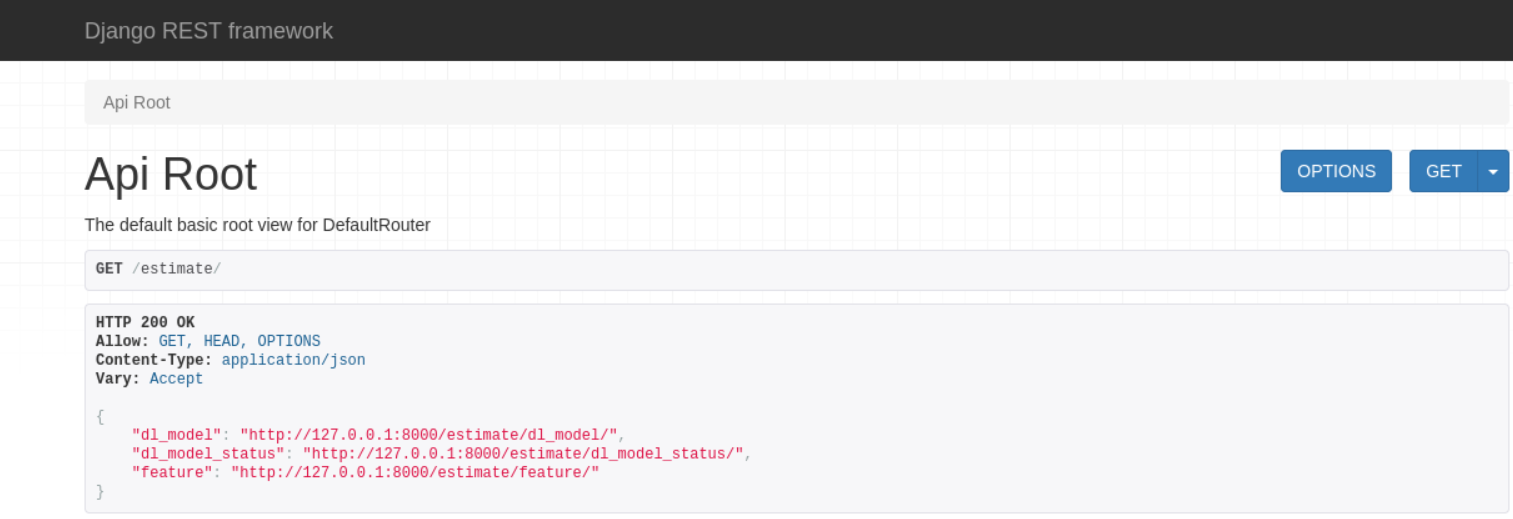 Django REST framework
Api Root
Api Root
OPTIONS
GET
The default basic root view for DefaultRouter
GET /estimate/
HTTP 200 OK
Allow: GET, HEAD, OPTIONS
Content-Type: application/json
Vary: Accept
{
    "dl_model": "http://127.0.0.1:8000/estimate/dl_model/",
    "dl_model_status": "http://127.0.0.1:8000/estimate/dl_model_status/",
    "feature": "http://127.0.0.1:8000/estimate/feature/"
}